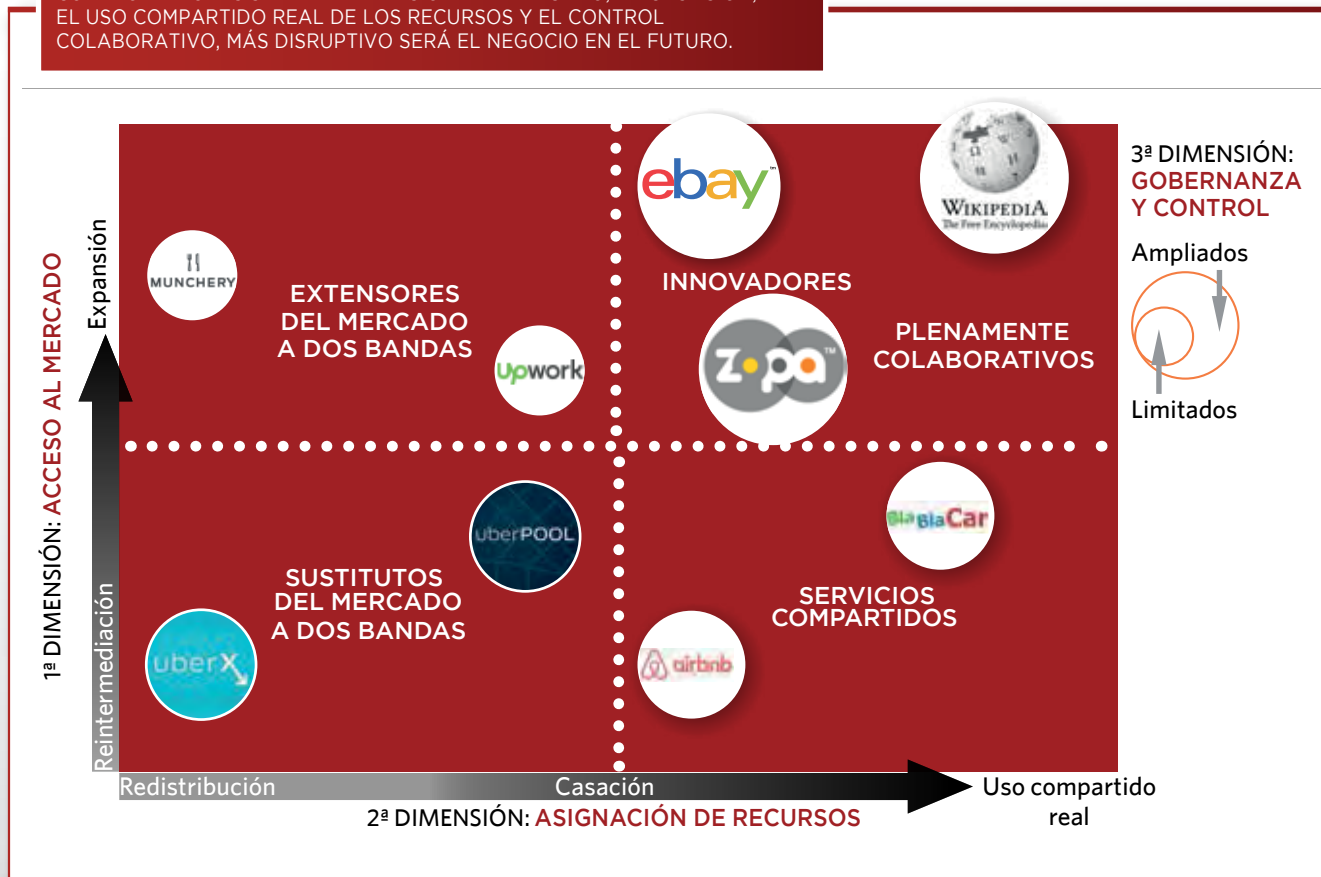 EL USO COMPARTIDO REAL DE LOS RECURSOS Y EL CONTROL
COLABORATIVO, MÁS DISRUPTIVO SERÁ EL NEGOCIO EN EL FUTURO.
1ª DIMENSIÓN: ACCESO AL MERCADO
Expansión
Reintermediación
MUNCHERY
EXTENSORES
DEL MERCADO
A DOS BANDAS
Upwork
ebay™
WIKIPEDIA
The Free Encyclopedia
INNOVADORES
zopa™
PLENAMENTE
COLABORATIVOS
3ª DIMENSIÓN:
GOBERNANZA
Y CONTROL
Ampliados
Limitados
uberPOOL
SUSTITUTOS
DEL MERCADO
A DOS BANDAS
uberX
BlaBlaCar
SERVICIOS
COMPARTIDOS
airbnb
Redistribución
Casación
Uso compartido
real
2ª DIMENSIÓN: ASIGNACIÓN DE RECURSOS